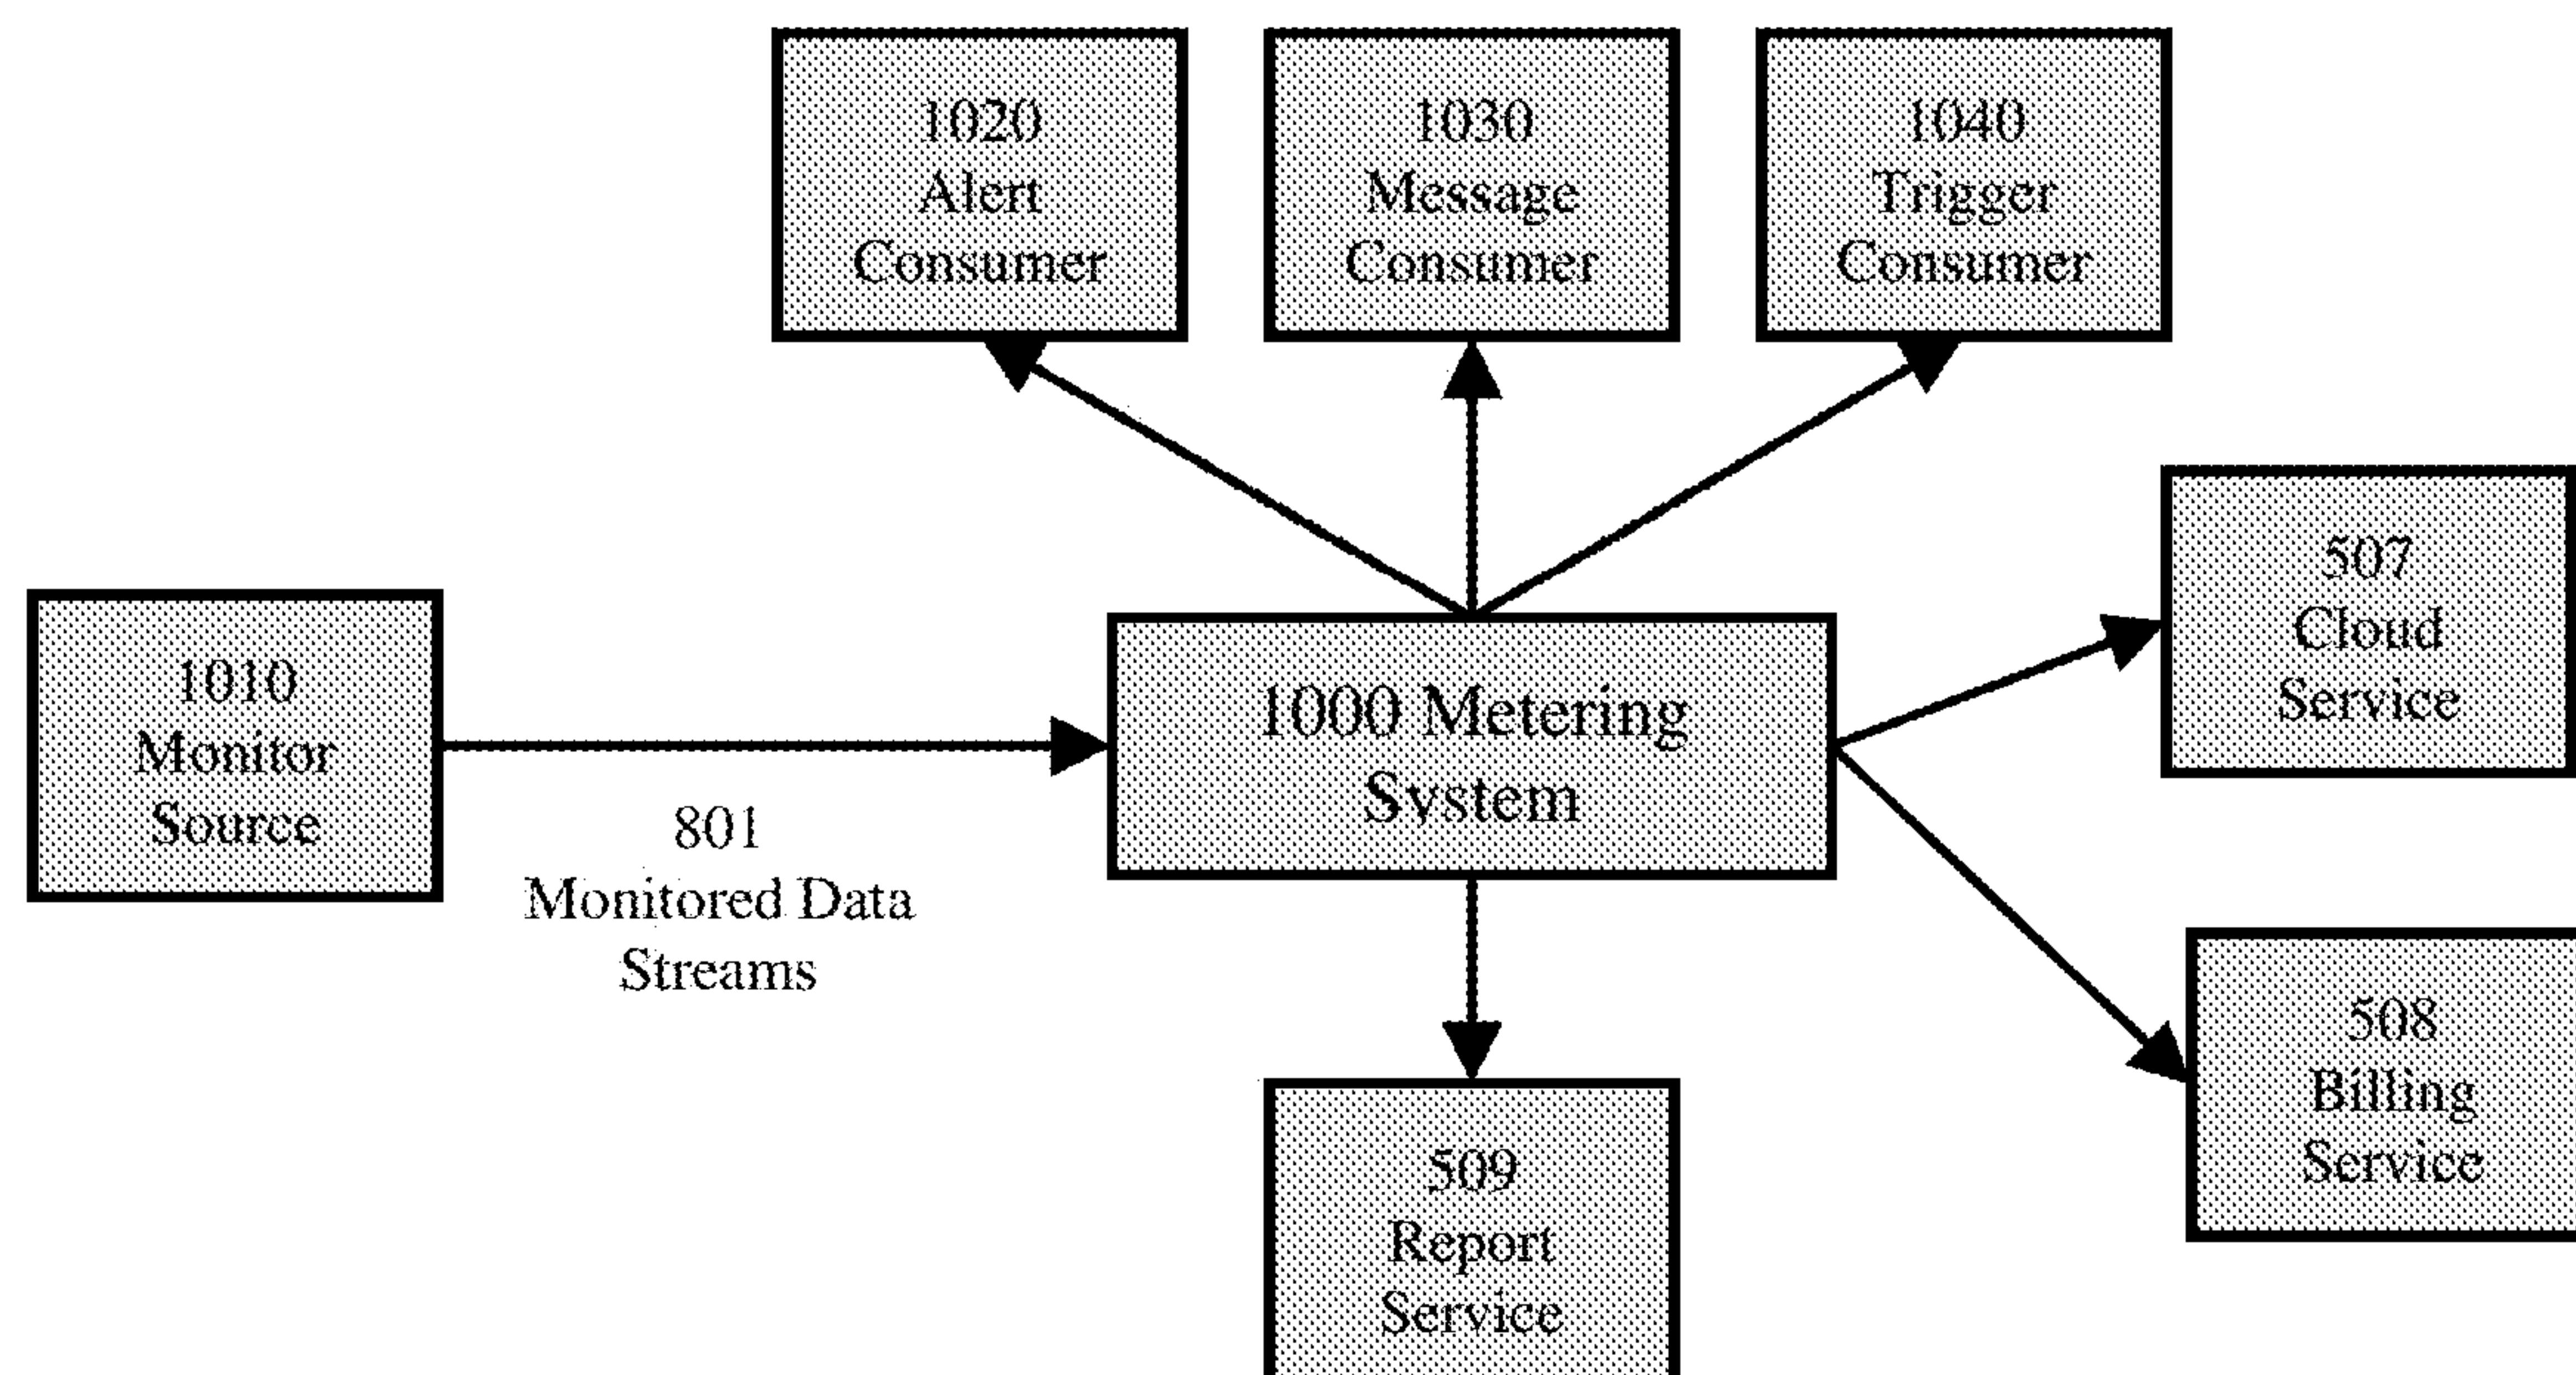 1020
Alert
Consumer
1030
Message
Consumer
1040
Trigger
Consumer
507
Cloud
Service
1010
Monitor
Source
801
Monitored Data
Streams
1000 Metering
System
508
Billing
Service
509
Report
Service